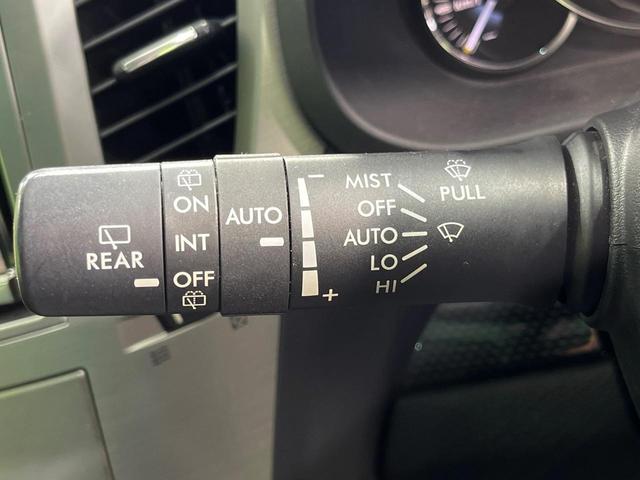 REAR
ON
INT
OFF
AUTO
−
+
MIST
OFF
AUTO
LO
HI
PULL